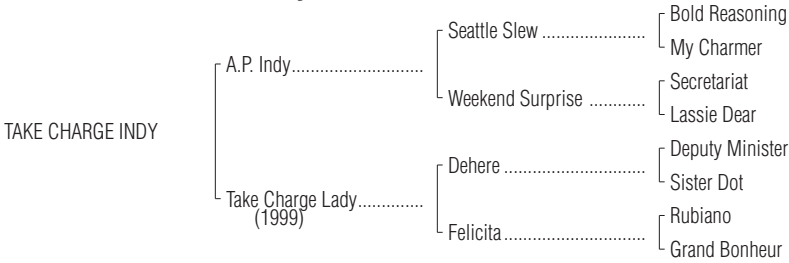 Bold Reasoning
Seattle Slew ......................
My Charmer
A.P. Indy............................
Secretariat
Weekend Surprise ............
Lassie Dear
TAKE CHARGE INDY
Deputy Minister
Dehere ..............................
Sister Dot
Take Charge Lady..............
(1999)
Rubiano
Felicita..............................
Grand Bonheur